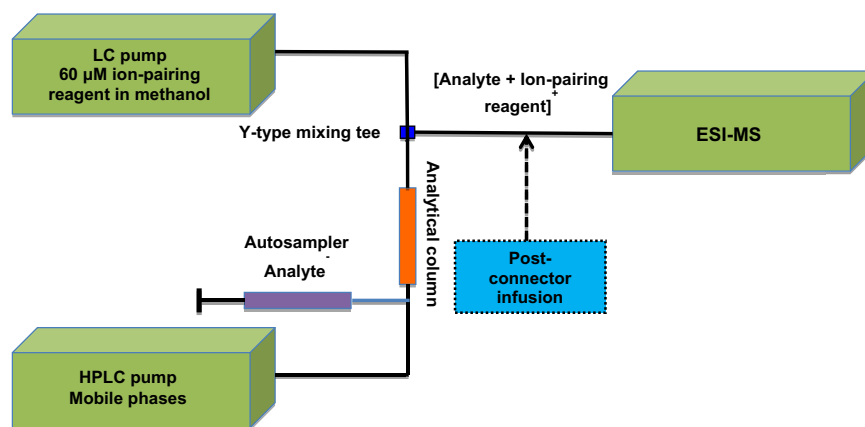 LC pump
60 µM ion-pairing
reagent in methanol
[Analyte + Ion-pairing
reagent]+
ESI-MS
Y-type mixing tee
Analytical column
Autosampler
Analyte-
Post-
connector
infusion
HPLC pump
Mobile phases